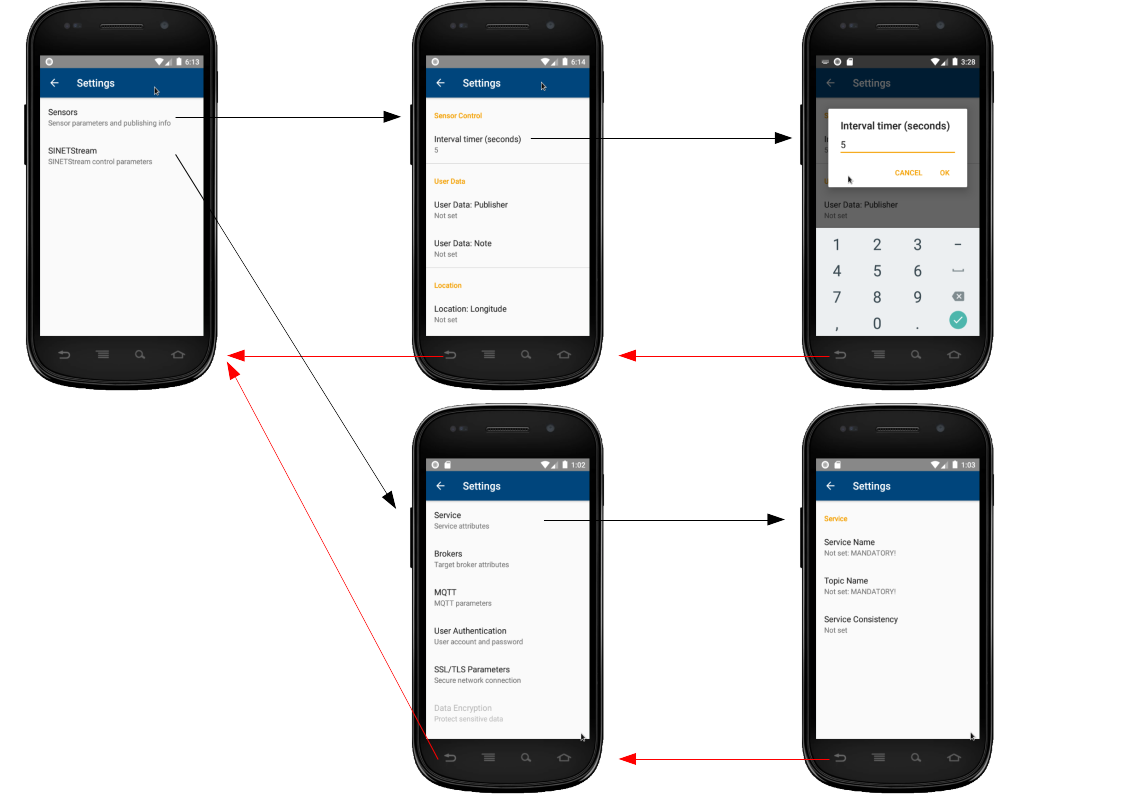 6:13
Settings
Sensors
Sensor parameters and publishing info
SINETStream
SINETStream control parameters
6:14
Settings
Sensor Control
Interval timer (seconds)
5
User Data
User Data: Publisher
Not set
User Data: Note
Not set
Location
Location: Longitude
Not set
3:28
Settings
Interval timer (seconds)
5
CANCEL OK
User Data: Publisher
Not set
1 2 3 –
4 5 6
7 8 9
, 0 .
1:02
Settings
Service
Service attributes
Brokers
Target broker attributes
MQTT
MQTT parameters
User Authentication
User account and password
SSL/TLS Parameters
Secure network connection
Data Encryption
Protect sensitive data
1:03
Settings
Service
Service Name
Not set: MANDATORY!
Topic Name
Not set: MANDATORY!
Service Consistency
Not set